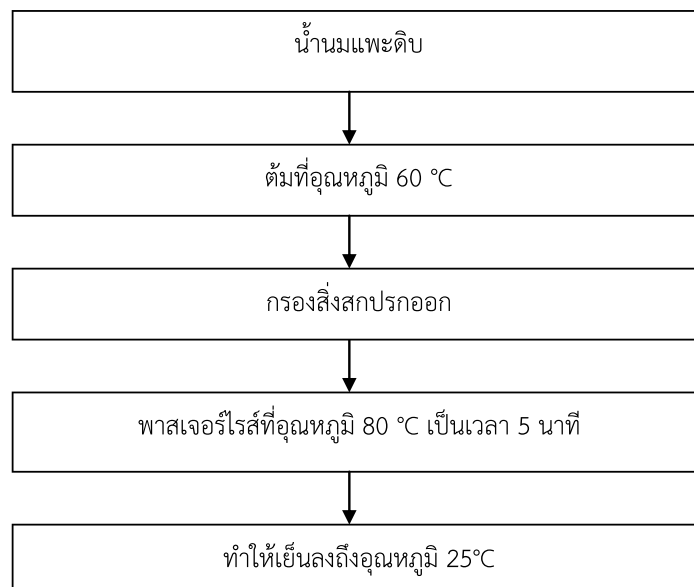 น้ำนมแพะดิบ
ต้มที่อุณหภูมิ 60 °C
กรองสิ่งสกปรกออก
พาสเจอร์ไรส์ที่อุณหภูมิ 80 °C เป็นเวลา 5 นาที
ทำให้เย็นลงถึงอุณหภูมิ 25°C